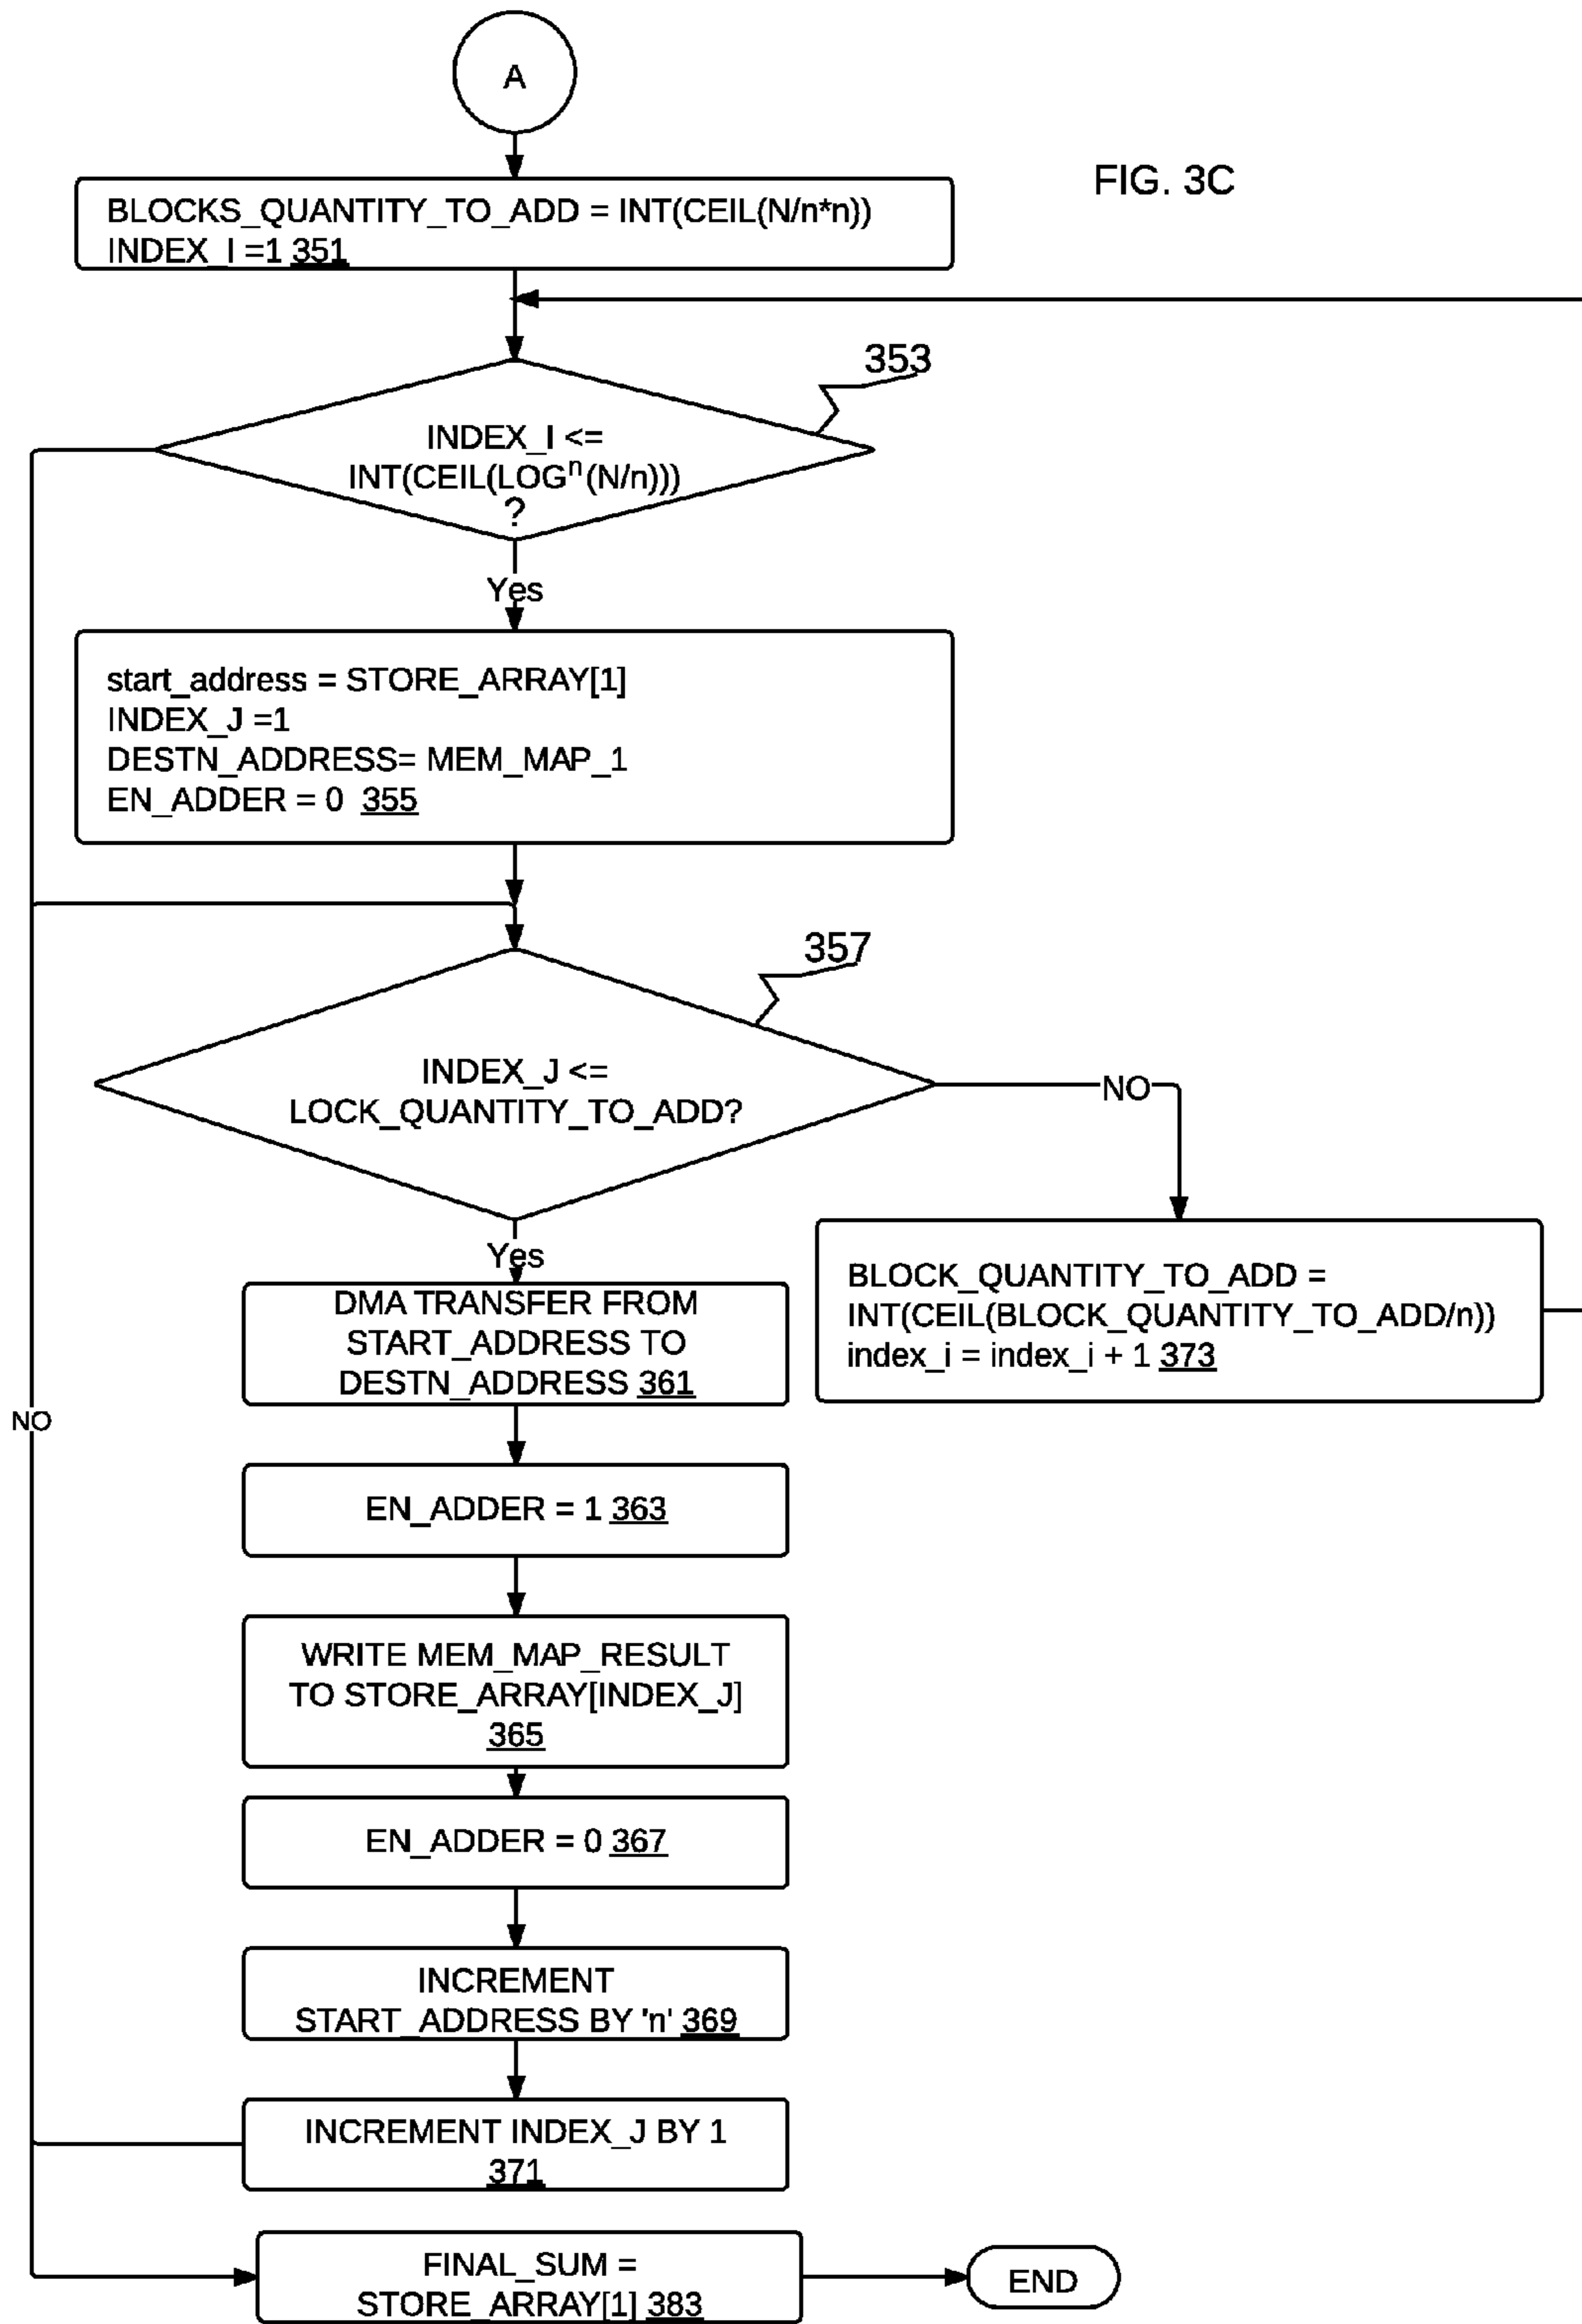 A
FIG. 3C
BLOCKS_QUANTITY_TO_ADD = INT(CEIL(N/n*n))
INDEX_I =1 351
353
INDEX_I <=
INT(CEIL(LOGⁿ(N/n)))
?
Yes
start_address = STORE_ARRAY[1]
INDEX_J =1
DESTN_ADDRESS= MEM_MAP_1
EN_ADDER = 0 355
357
INDEX_J <=
LOCK_QUANTITY_TO_ADD?
NO
Yes
BLOCK_QUANTITY_TO_ADD =
INT(CEIL(BLOCK_QUANTITY_TO_ADD/n))
index_i = index_i + 1 373
DMA TRANSFER FROM
START_ADDRESS TO
DESTN_ADDRESS 361
NO
EN_ADDER = 1 363
WRITE MEM_MAP_RESULT
TO STORE_ARRAY[INDEX_J]
365
EN_ADDER = 0 367
INCREMENT
START_ADDRESS BY 'n' 369
INCREMENT INDEX_J BY 1
371
FINAL_SUM =
STORE_ARRAY[1] 383
END